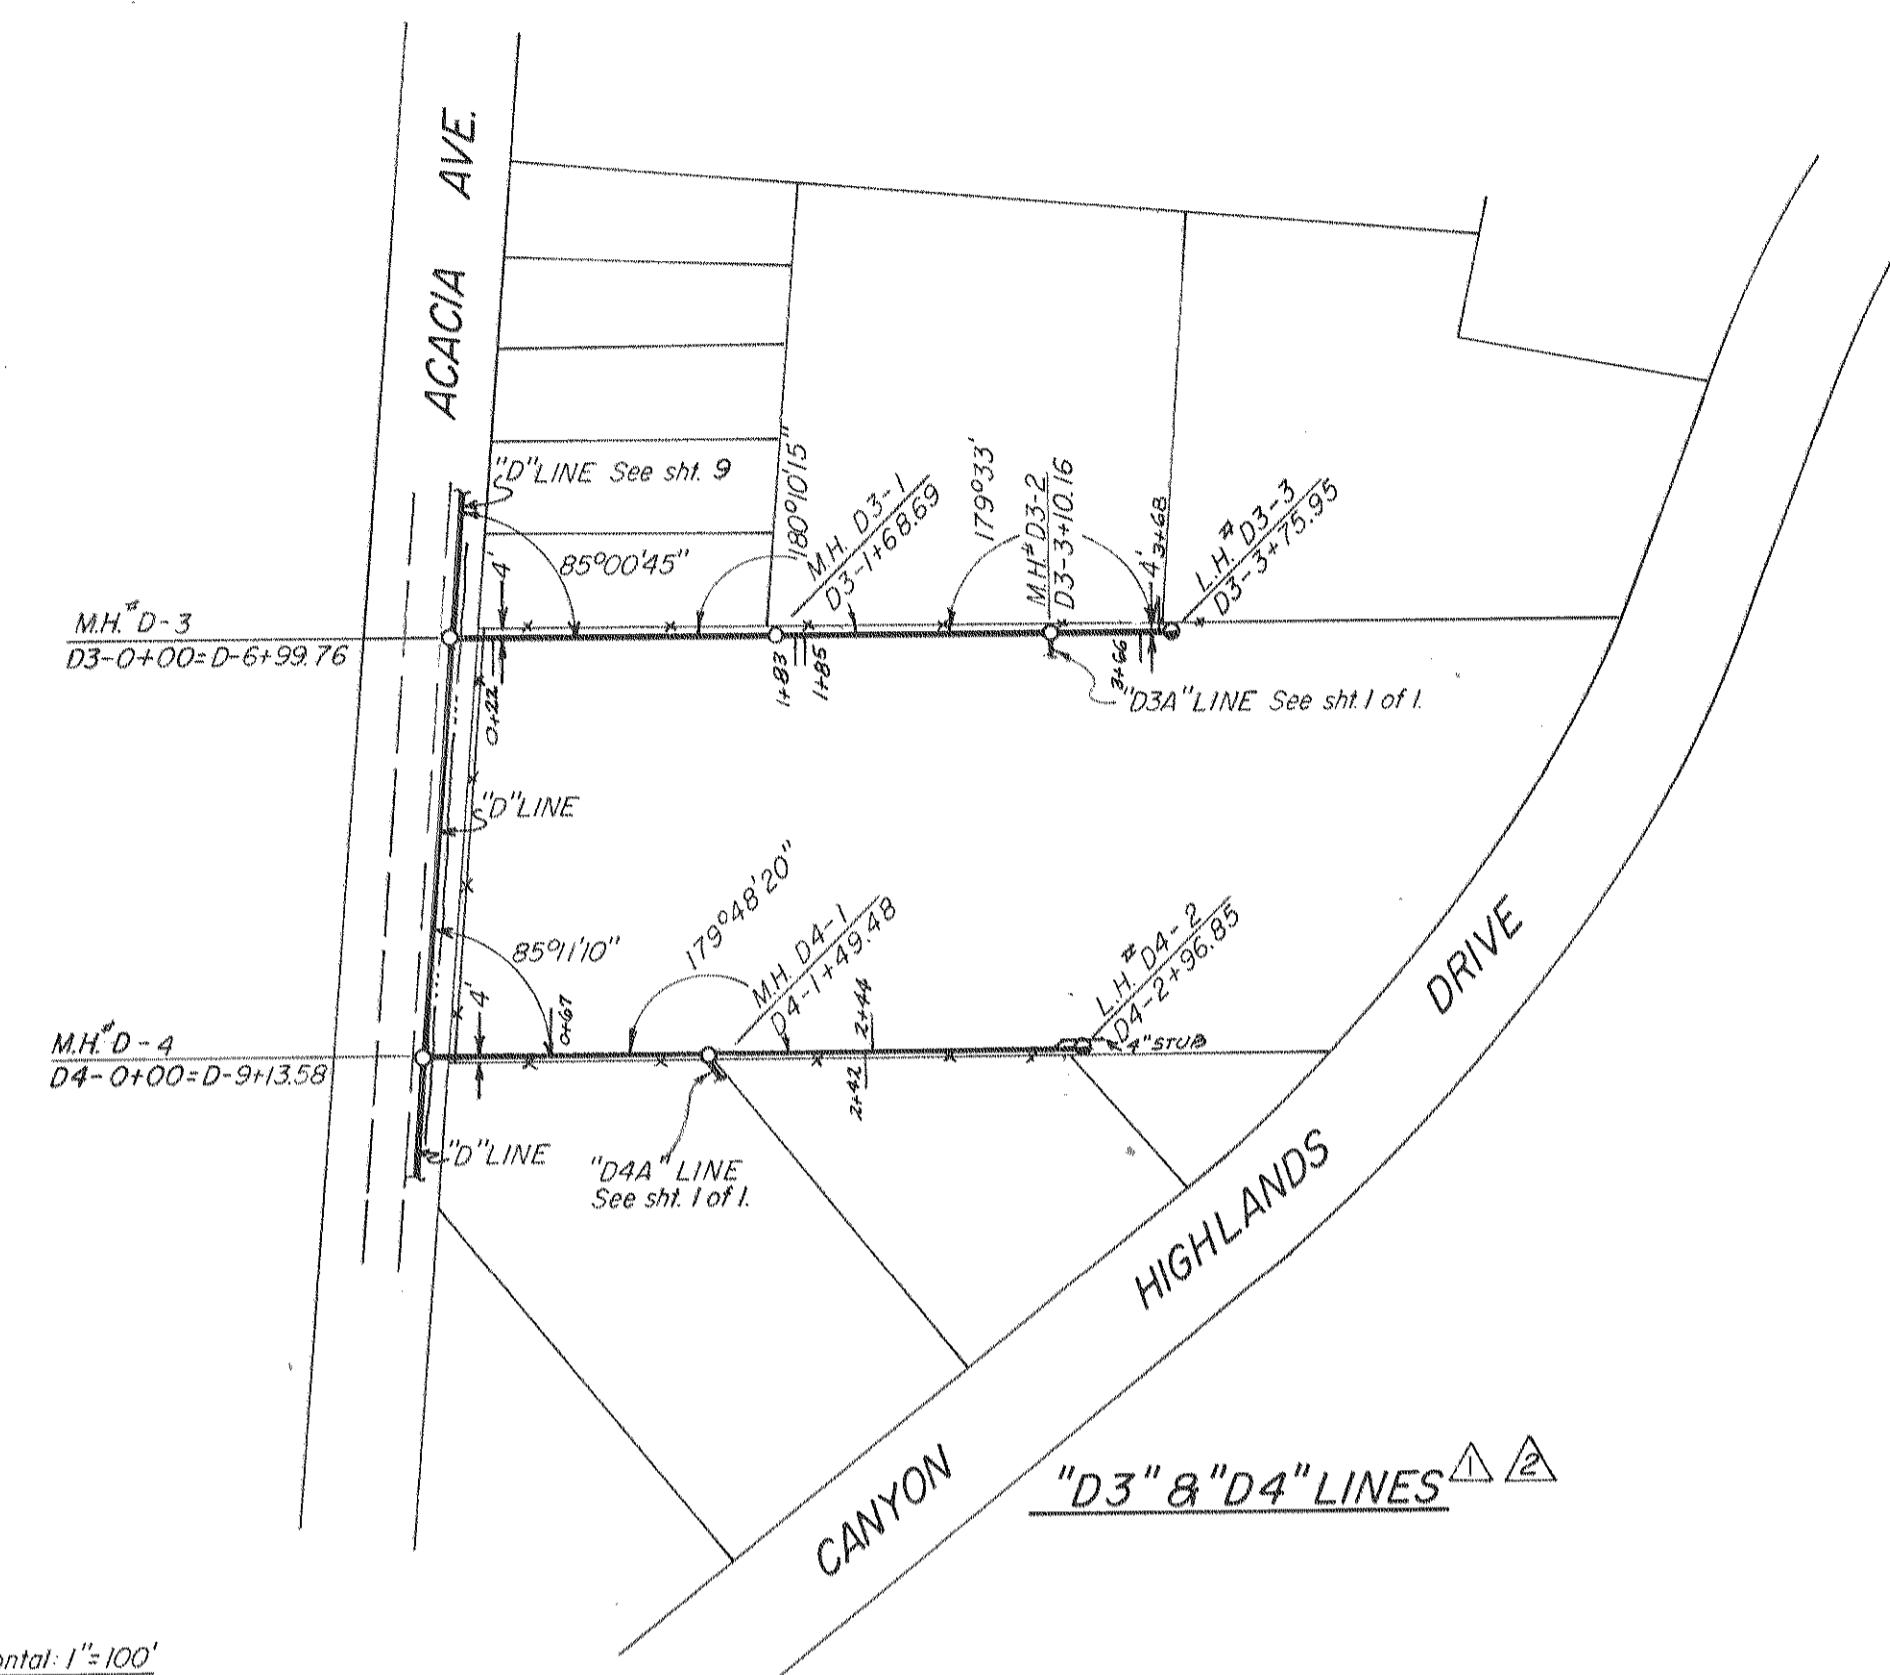 ACACIA AVE.
"D" LINE See sht. 9
85°00'45"
4'
180°10'15"
M.H. D3-1
D3-1+68.69
179°33'
M.H.# D3-2
D3-3+10.16
4'
3+68
L.H.# D3-3
D3-3+75.95
M.H.# D-3
D3-0+00=D-6+99.76
0+22
1+83
1+85
3+66
"D3A" LINE See sht. 1 of 1.
"D" LINE
85°11'10"
4'
0+67
179°48'20"
M.H. D4-1
D4-1+49.48
2+44
2+42
L.H.# D4-2
D4-2+96.85
4" STUB
M.H.# D-4
D4-0+00=D-9+13.58
"D" LINE
"D4A" LINE
See sht. 1 of 1.
CANYON HIGHLANDS DRIVE
"D3" & "D4" LINES 1 2
ontal: 1"=100'